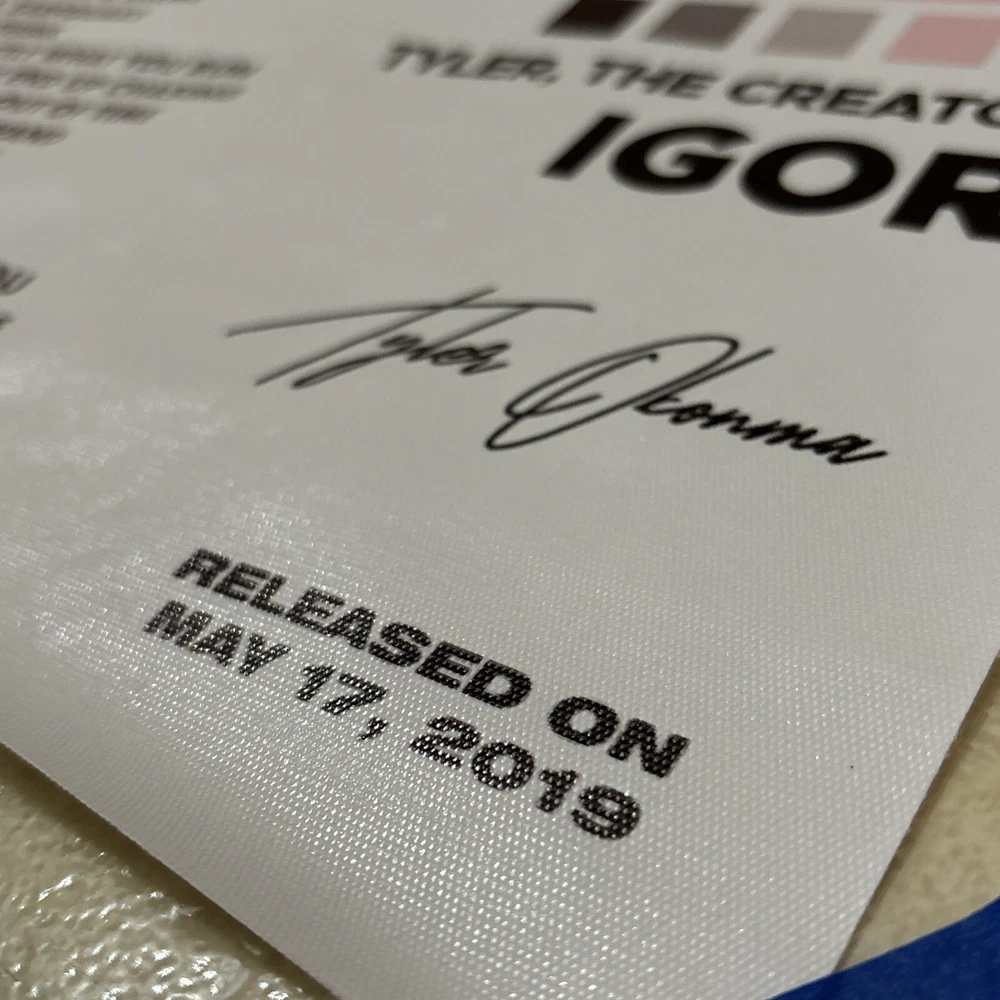 TYLER, THE CREATO
IGOR
Tyler Okonma
RELEASED ON
MAY 17, 2019